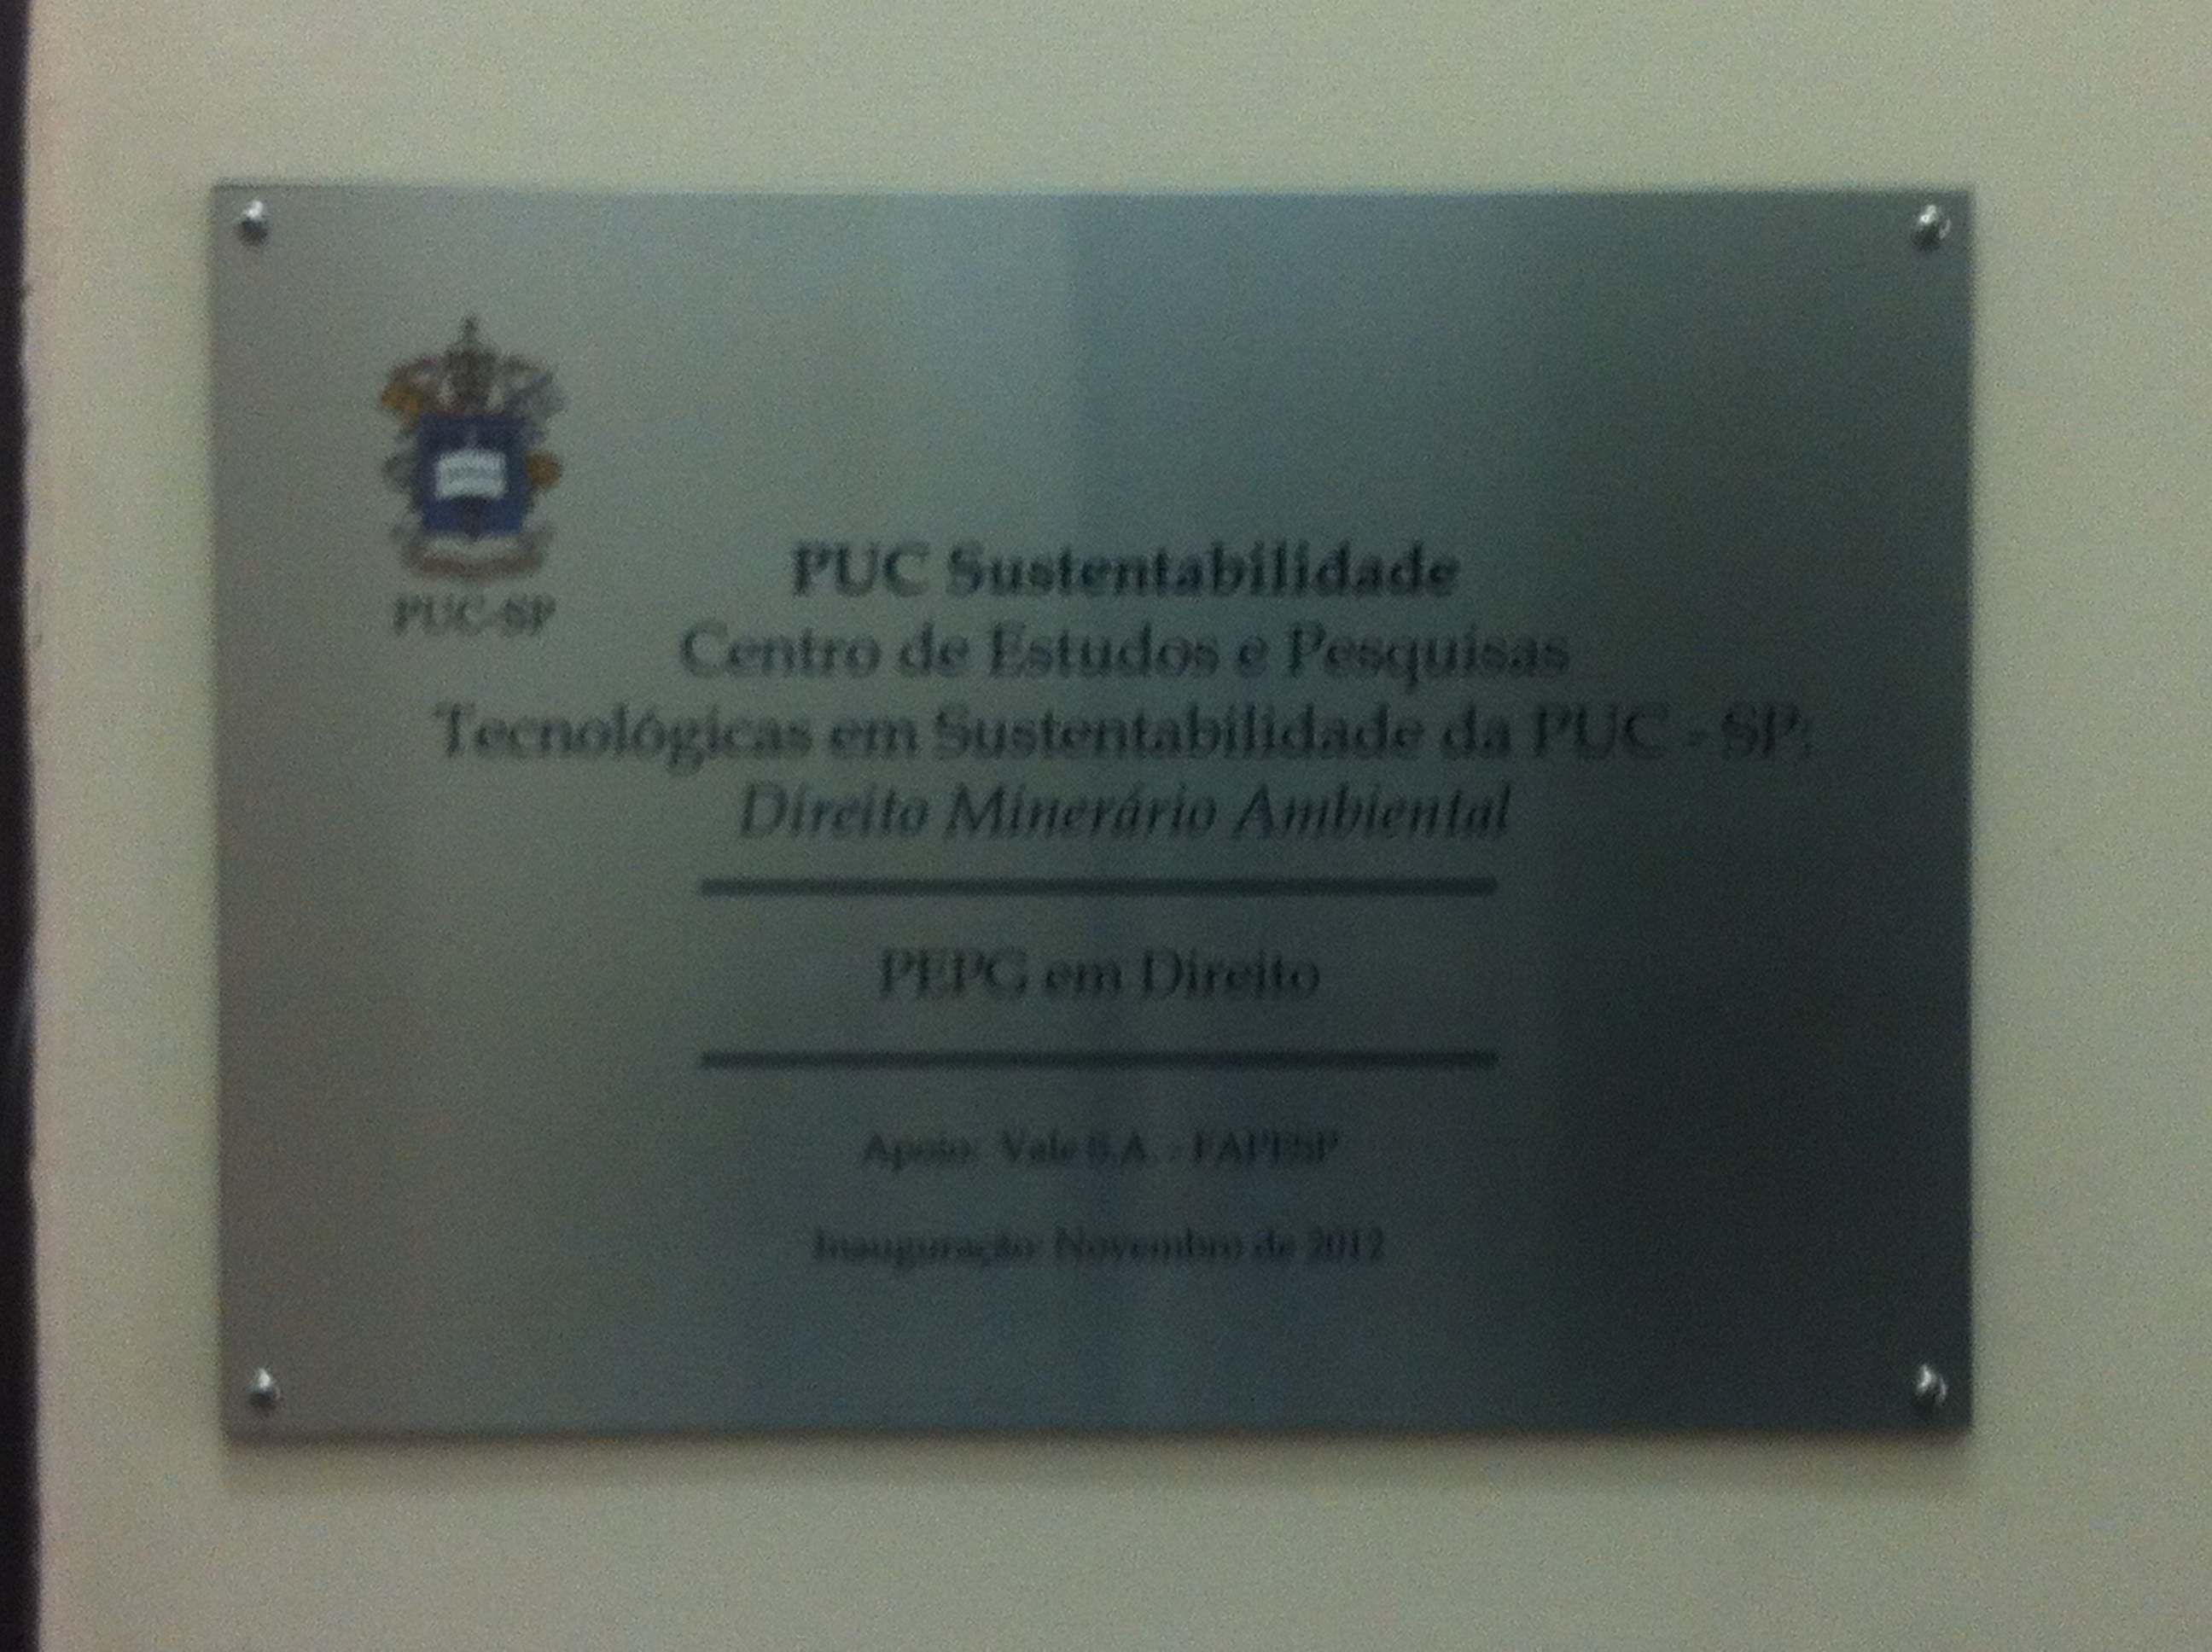 PUC-SP
PUC Sustentabilidade
Centro de Estudos e Pesquisas
Tecnológicas em Sustentabilidade da PUC - SP:
Direito Minerário Ambiental
PEPG em Direito
Apoio: Vale S.A. - FAPESP
Inauguração: Novembro de 2012